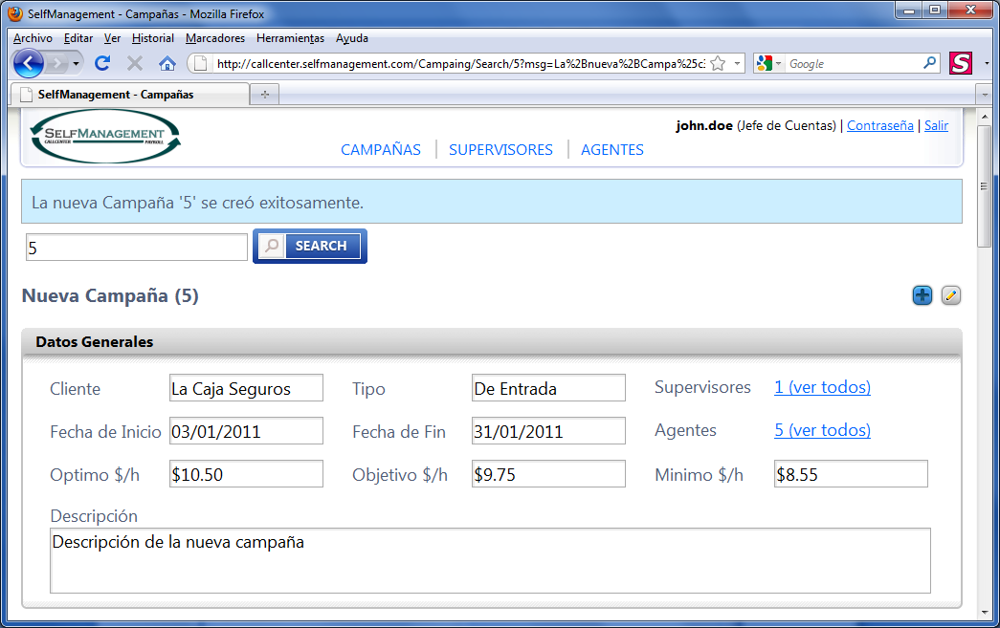 SelfManagement - Campañas - Mozilla Firefox
Archivo Editar Ver Historial Marcadores Herramientas Ayuda
http://callcenter.selfmanagement.com/Campaing/Search/5?msg=La%2Bnueva%2BCampa%25c3 Google S
SelfManagement - Campañas
SELFMANAGEMENT
CALLCENTER PAYROLL
john.doe (Jefe de Cuentas) | Contraseña | Salir
CAMPAÑAS | SUPERVISORES | AGENTES
La nueva Campaña '5' se creó exitosamente.
5 SEARCH
Nueva Campaña (5)
Datos Generales
Cliente La Caja Seguros Tipo De Entrada Supervisores 1 (ver todos)
Fecha de Inicio 03/01/2011 Fecha de Fin 31/01/2011 Agentes 5 (ver todos)
Optimo $/h $10.50 Objetivo $/h $9.75 Minimo $/h $8.55
Descripción
Descripción de la nueva campaña